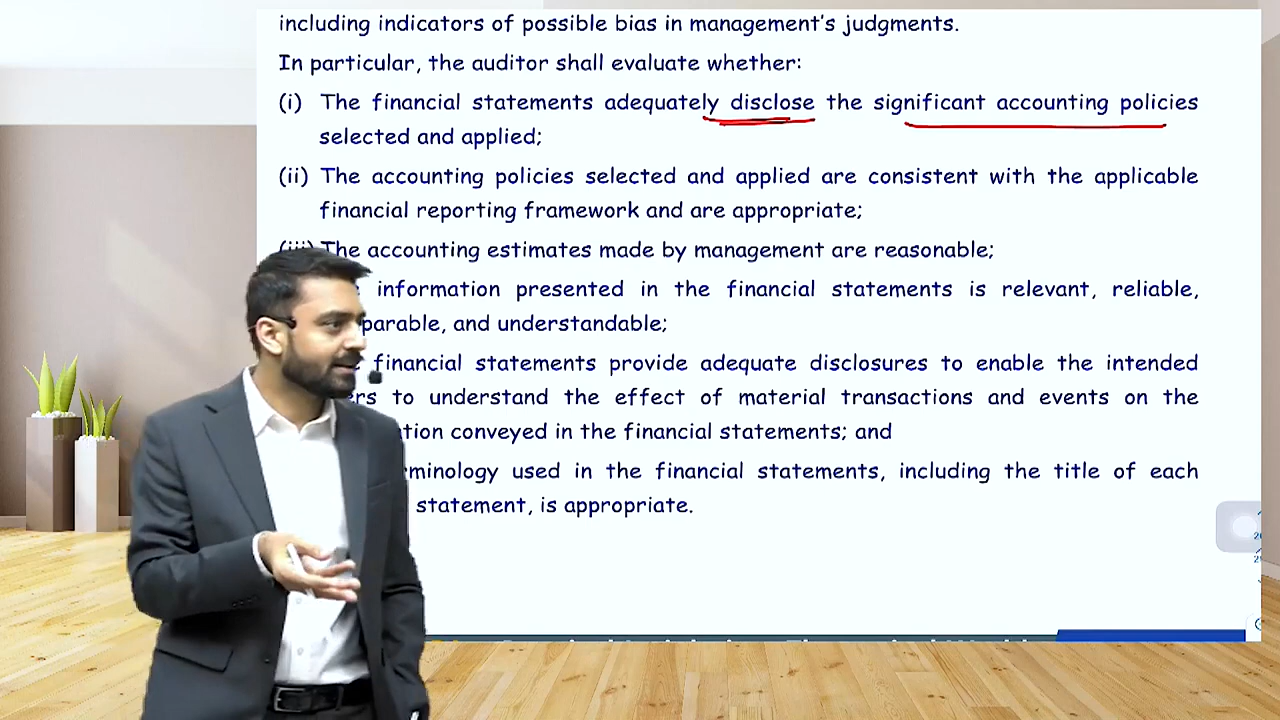 including indicators of possible bias in management's judgments.
In particular, the auditor shall evaluate whether:
(i) The financial statements adequately disclose the significant accounting policies
selected and applied;
(ii) The accounting policies selected and applied are consistent with the applicable
financial reporting framework and are appropriate;
The accounting estimates made by management are reasonable;
information presented in the financial statements is relevant, reliable,
parable, and understandable;
financial statements provide adequate disclosures to enable the intended
to understand the effect of material transactions and events on the
conveyed in the financial statements; and
used in the financial statements, including the title of each
statement, is appropriate.